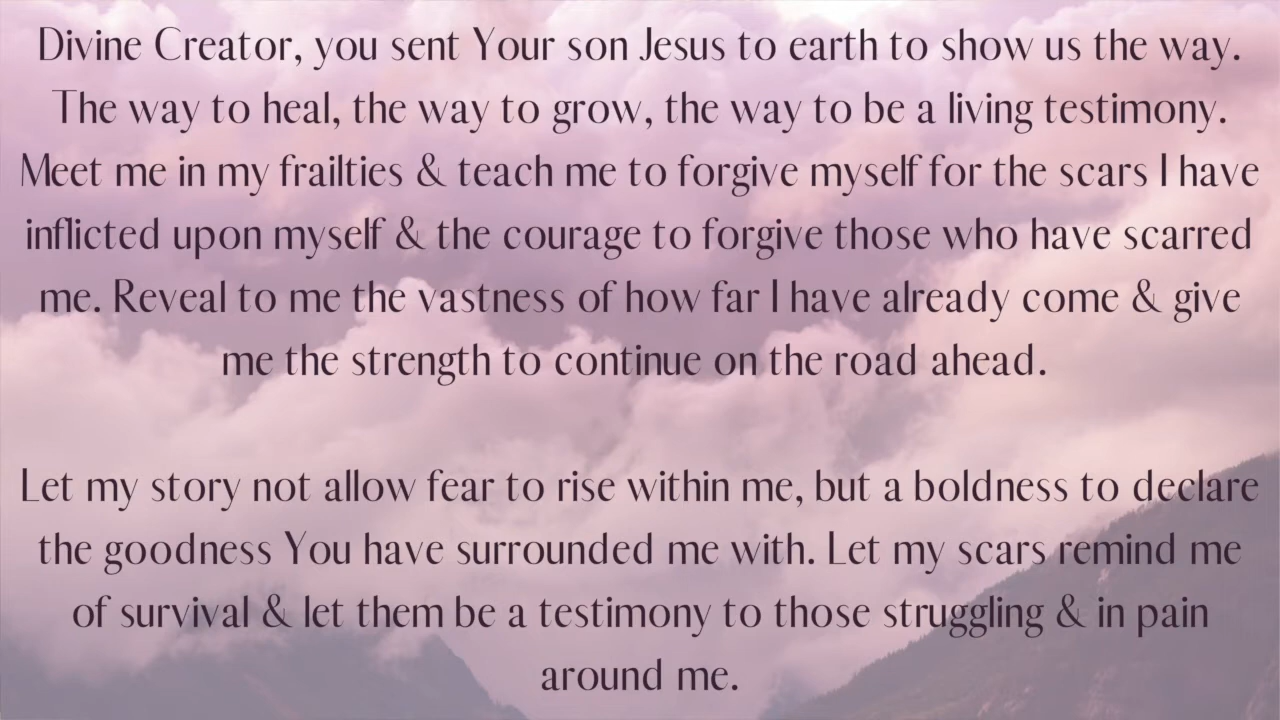 Divine Creator, you sent Your son Jesus to earth to show us the way.
The way to heal, the way to grow, the way to be a living testimony.
Meet me in my frailties & teach me to forgive myself for the scars I have
inflicted upon myself & the courage to forgive those who have scarred
me. Reveal to me the vastness of how far I have already come & give
me the strength to continue on the road ahead.
Let my story not allow fear to rise within me, but a boldness to declare
the goodness You have surrounded me with. Let my scars remind me
of survival & let them be a testimony to those struggling & in pain
around me.